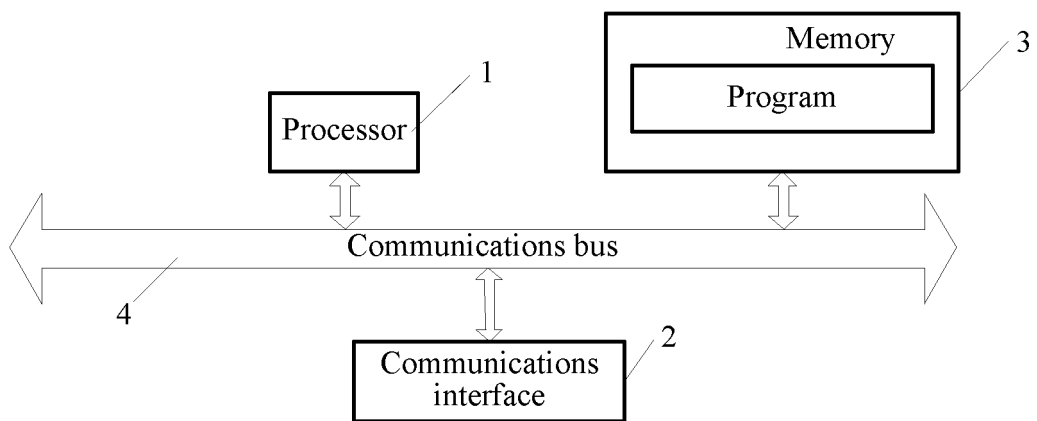 Memory
3
1
Program
Processor
Communications bus
4
2
Communications
interface